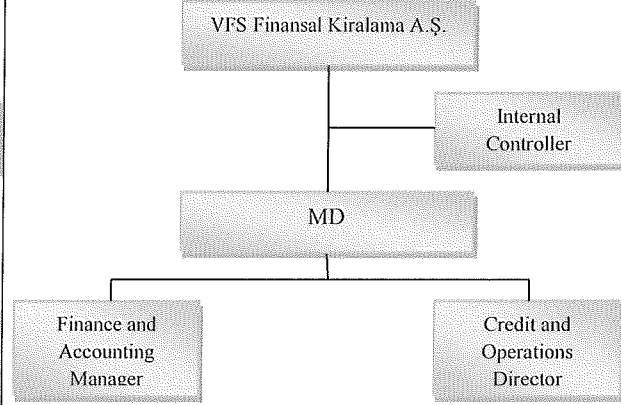 VFS Finansal Kiralama A.Ş.
Internal
Controller
MD
Finance and
Accounting
Manager
Credit and
Operations
Director